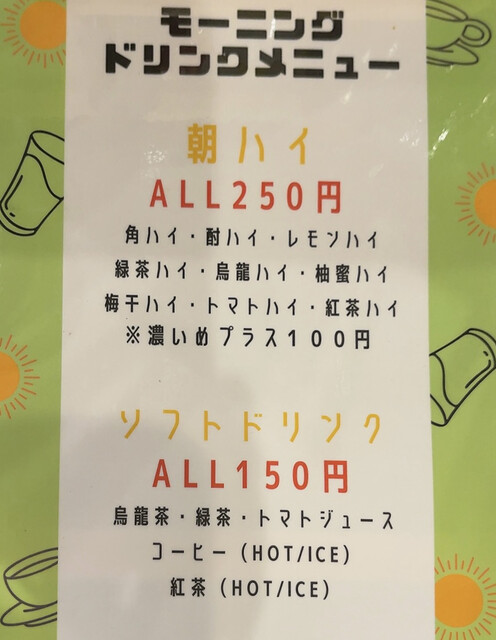 モーニング
ドリンクメニュー
朝ハイ
ALL250円
角ハイ・酎ハイ・レモンハイ
緑茶ハイ・烏龍ハイ・柚蜜ハイ
梅干ハイ・トマトハイ・紅茶ハイ
※濃いめプラス100円
ソフトドリンク
ALL150円
烏龍茶・緑茶・トマトジュース
コーヒー（HOT/ICE）
紅茶（HOT/ICE）